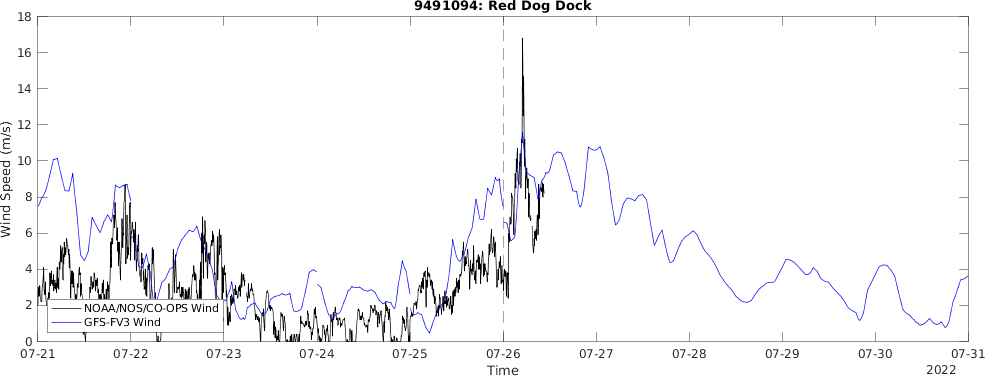 9491094: Red Dog Dock
Wind Speed (m/s)
18
16
14
12
10
8
6
4
2
0
NOAA/NOS/CO-OPS Wind
GFS-FV3 Wind
07-21 07-22 07-23 07-24 07-25 07-26 07-27 07-28 07-29 07-30 07-31
Time
2022